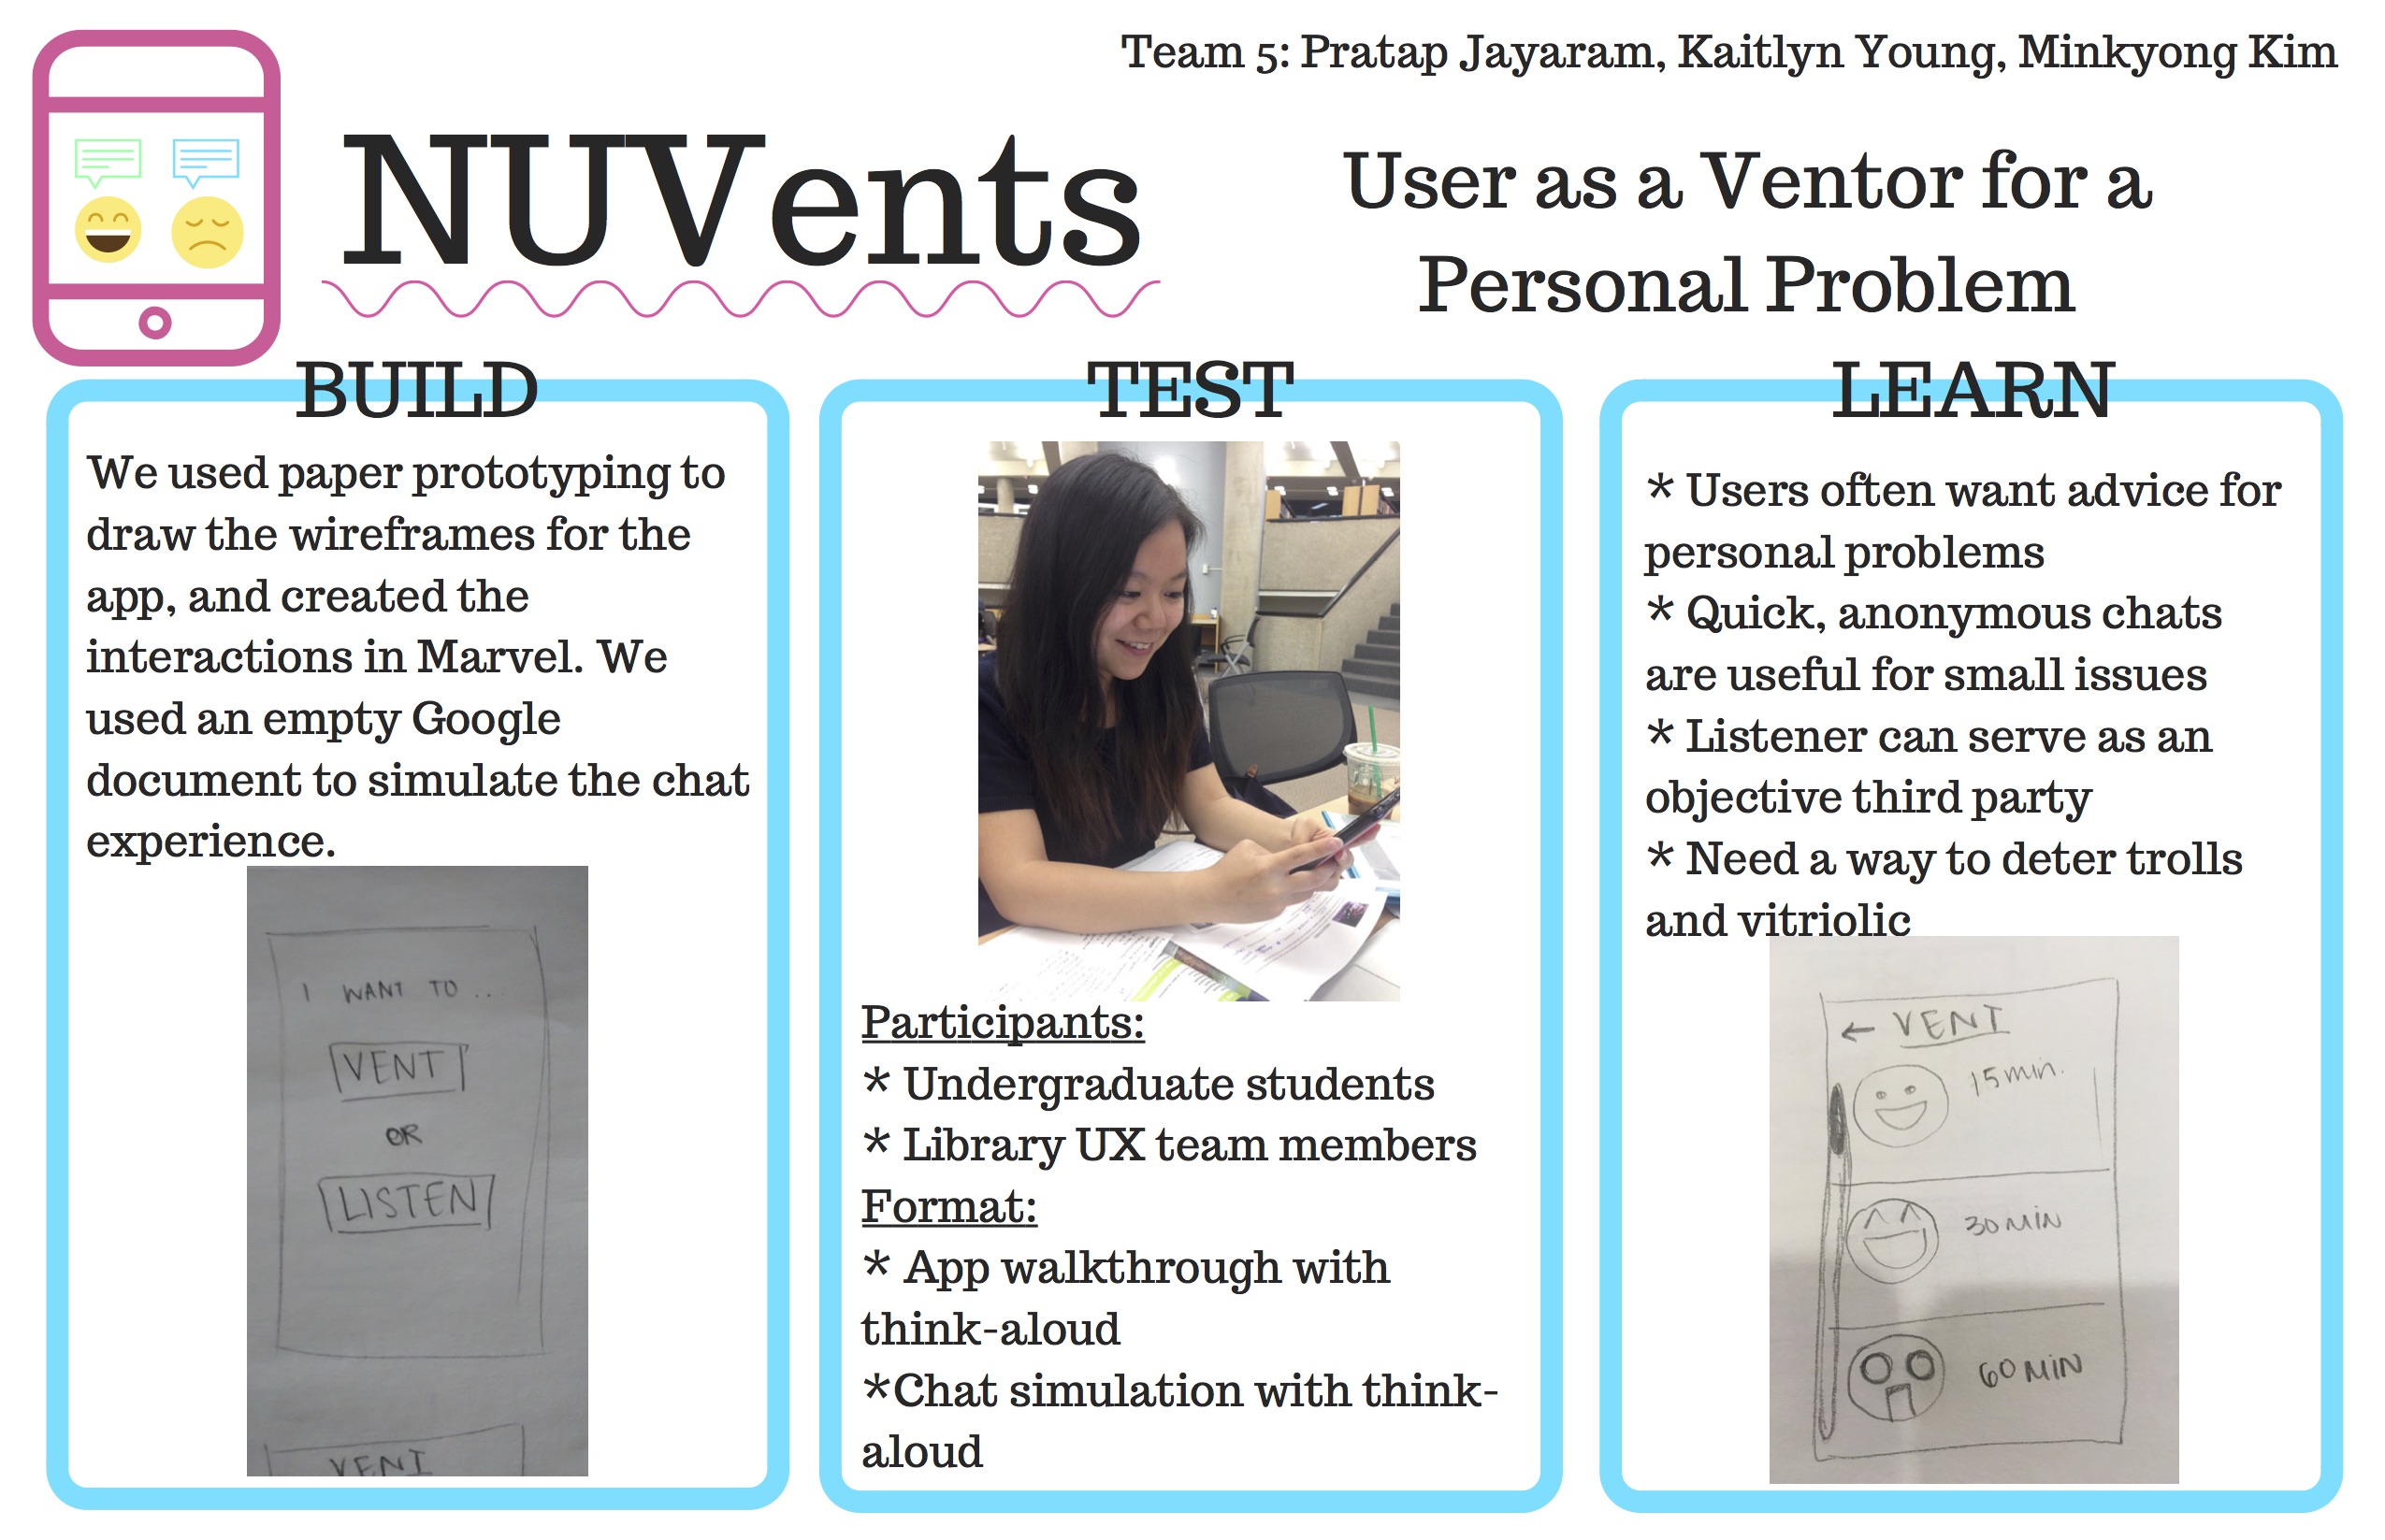 Team 5: Pratap Jayaram, Kaitlyn Young, Minkyong Kim
NUVents
User as a Ventor for a
Personal Problem
BUILD
We used paper prototyping to
draw the wireframes for the
app, and created the
interactions in Marvel. We
used an empty Google
document to simulate the chat
experience.
I WANT TO ..
VENT
OR
LISTEN
VENT
TEST
Participants:
* Undergraduate students
* Library UX team members
Format:
* App walkthrough with
think-aloud
*Chat simulation with think-
aloud
LEARN
* Users often want advice for
personal problems
* Quick, anonymous chats
are useful for small issues
* Listener can serve as an
objective third party
* Need a way to deter trolls
and vitriolic
← VENT
15 min.
30 MIN
60 MIN